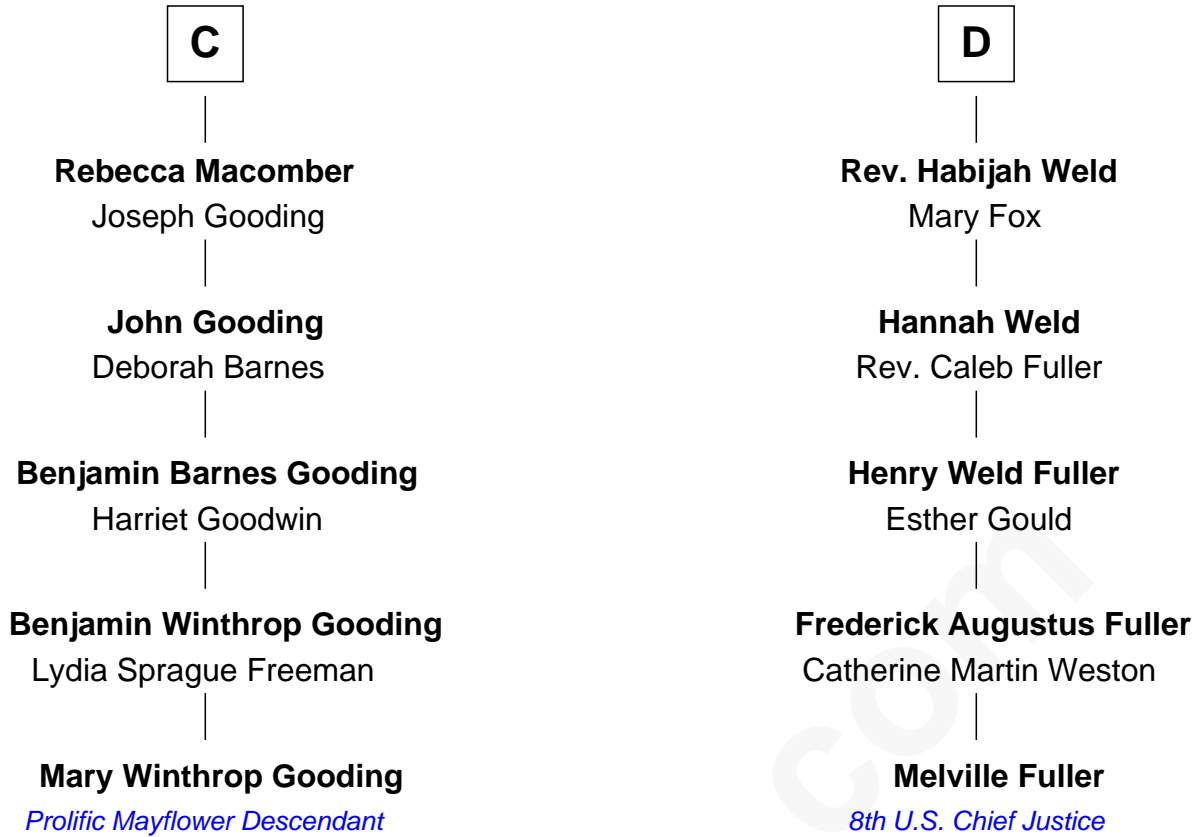 C
Rebecca Macomber
Joseph Gooding
John Gooding
Deborah Barnes
Benjamin Barnes Gooding
Harriet Goodwin
Benjamin Winthrop Gooding
Lydia Sprague Freeman
Mary Winthrop Gooding
Prolific Mayflower Descendant
D
Rev. Habijah Weld
Mary Fox
Hannah Weld
Rev. Caleb Fuller
Henry Weld Fuller
Esther Gould
Frederick Augustus Fuller
Catherine Martin Weston
Melville Fuller
8th U.S. Chief Justice
com